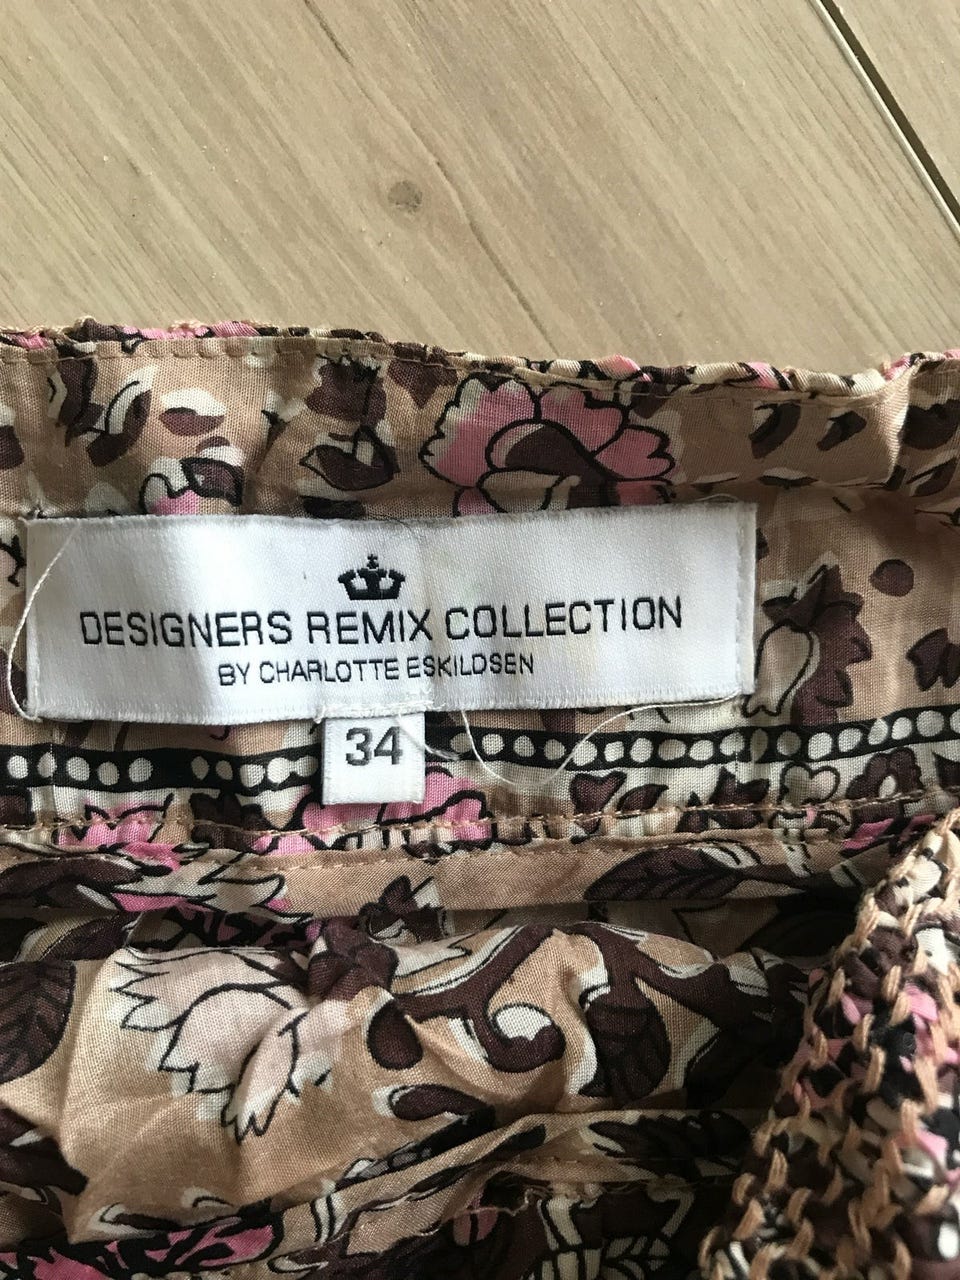 DESIGNERS REMIX COLLECTION
BY CHARLOTTE ESKILDSEN
34